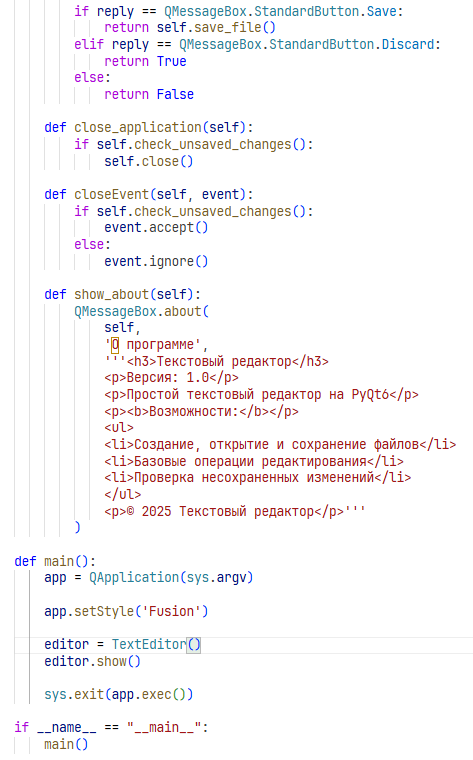 if reply == QMessageBox.StandardButton.Save:
return self.save_file()
elif reply == QMessageBox.StandardButton.Discard:
return True
else:
return False
def close_application(self):
if self.check_unsaved_changes():
self.close()
def closeEvent(self, event):
if self.check_unsaved_changes():
event.accept()
else:
event.ignore()
def show_about(self):
QMessageBox.about(
self,
'О программе',
'''<h3>Текстовый редактор</h3>
<p>Версия: 1.0</p>
<p>Простой текстовый редактор на PyQt6</p>
<p><b>Возможности:</b></p>
<ul>
<li>Создание, открытие и сохранение файлов</li>
<li>Базовые операции редактирования</li>
<li>Проверка несохраненных изменений</li>
</ul>
<p>© 2025 Текстовый редактор</p>'''
)
def main():
app = QApplication(sys.argv)
app.setStyle('Fusion')
editor = TextEditor()
editor.show()
sys.exit(app.exec())
if __name__ == "__main__":
main()